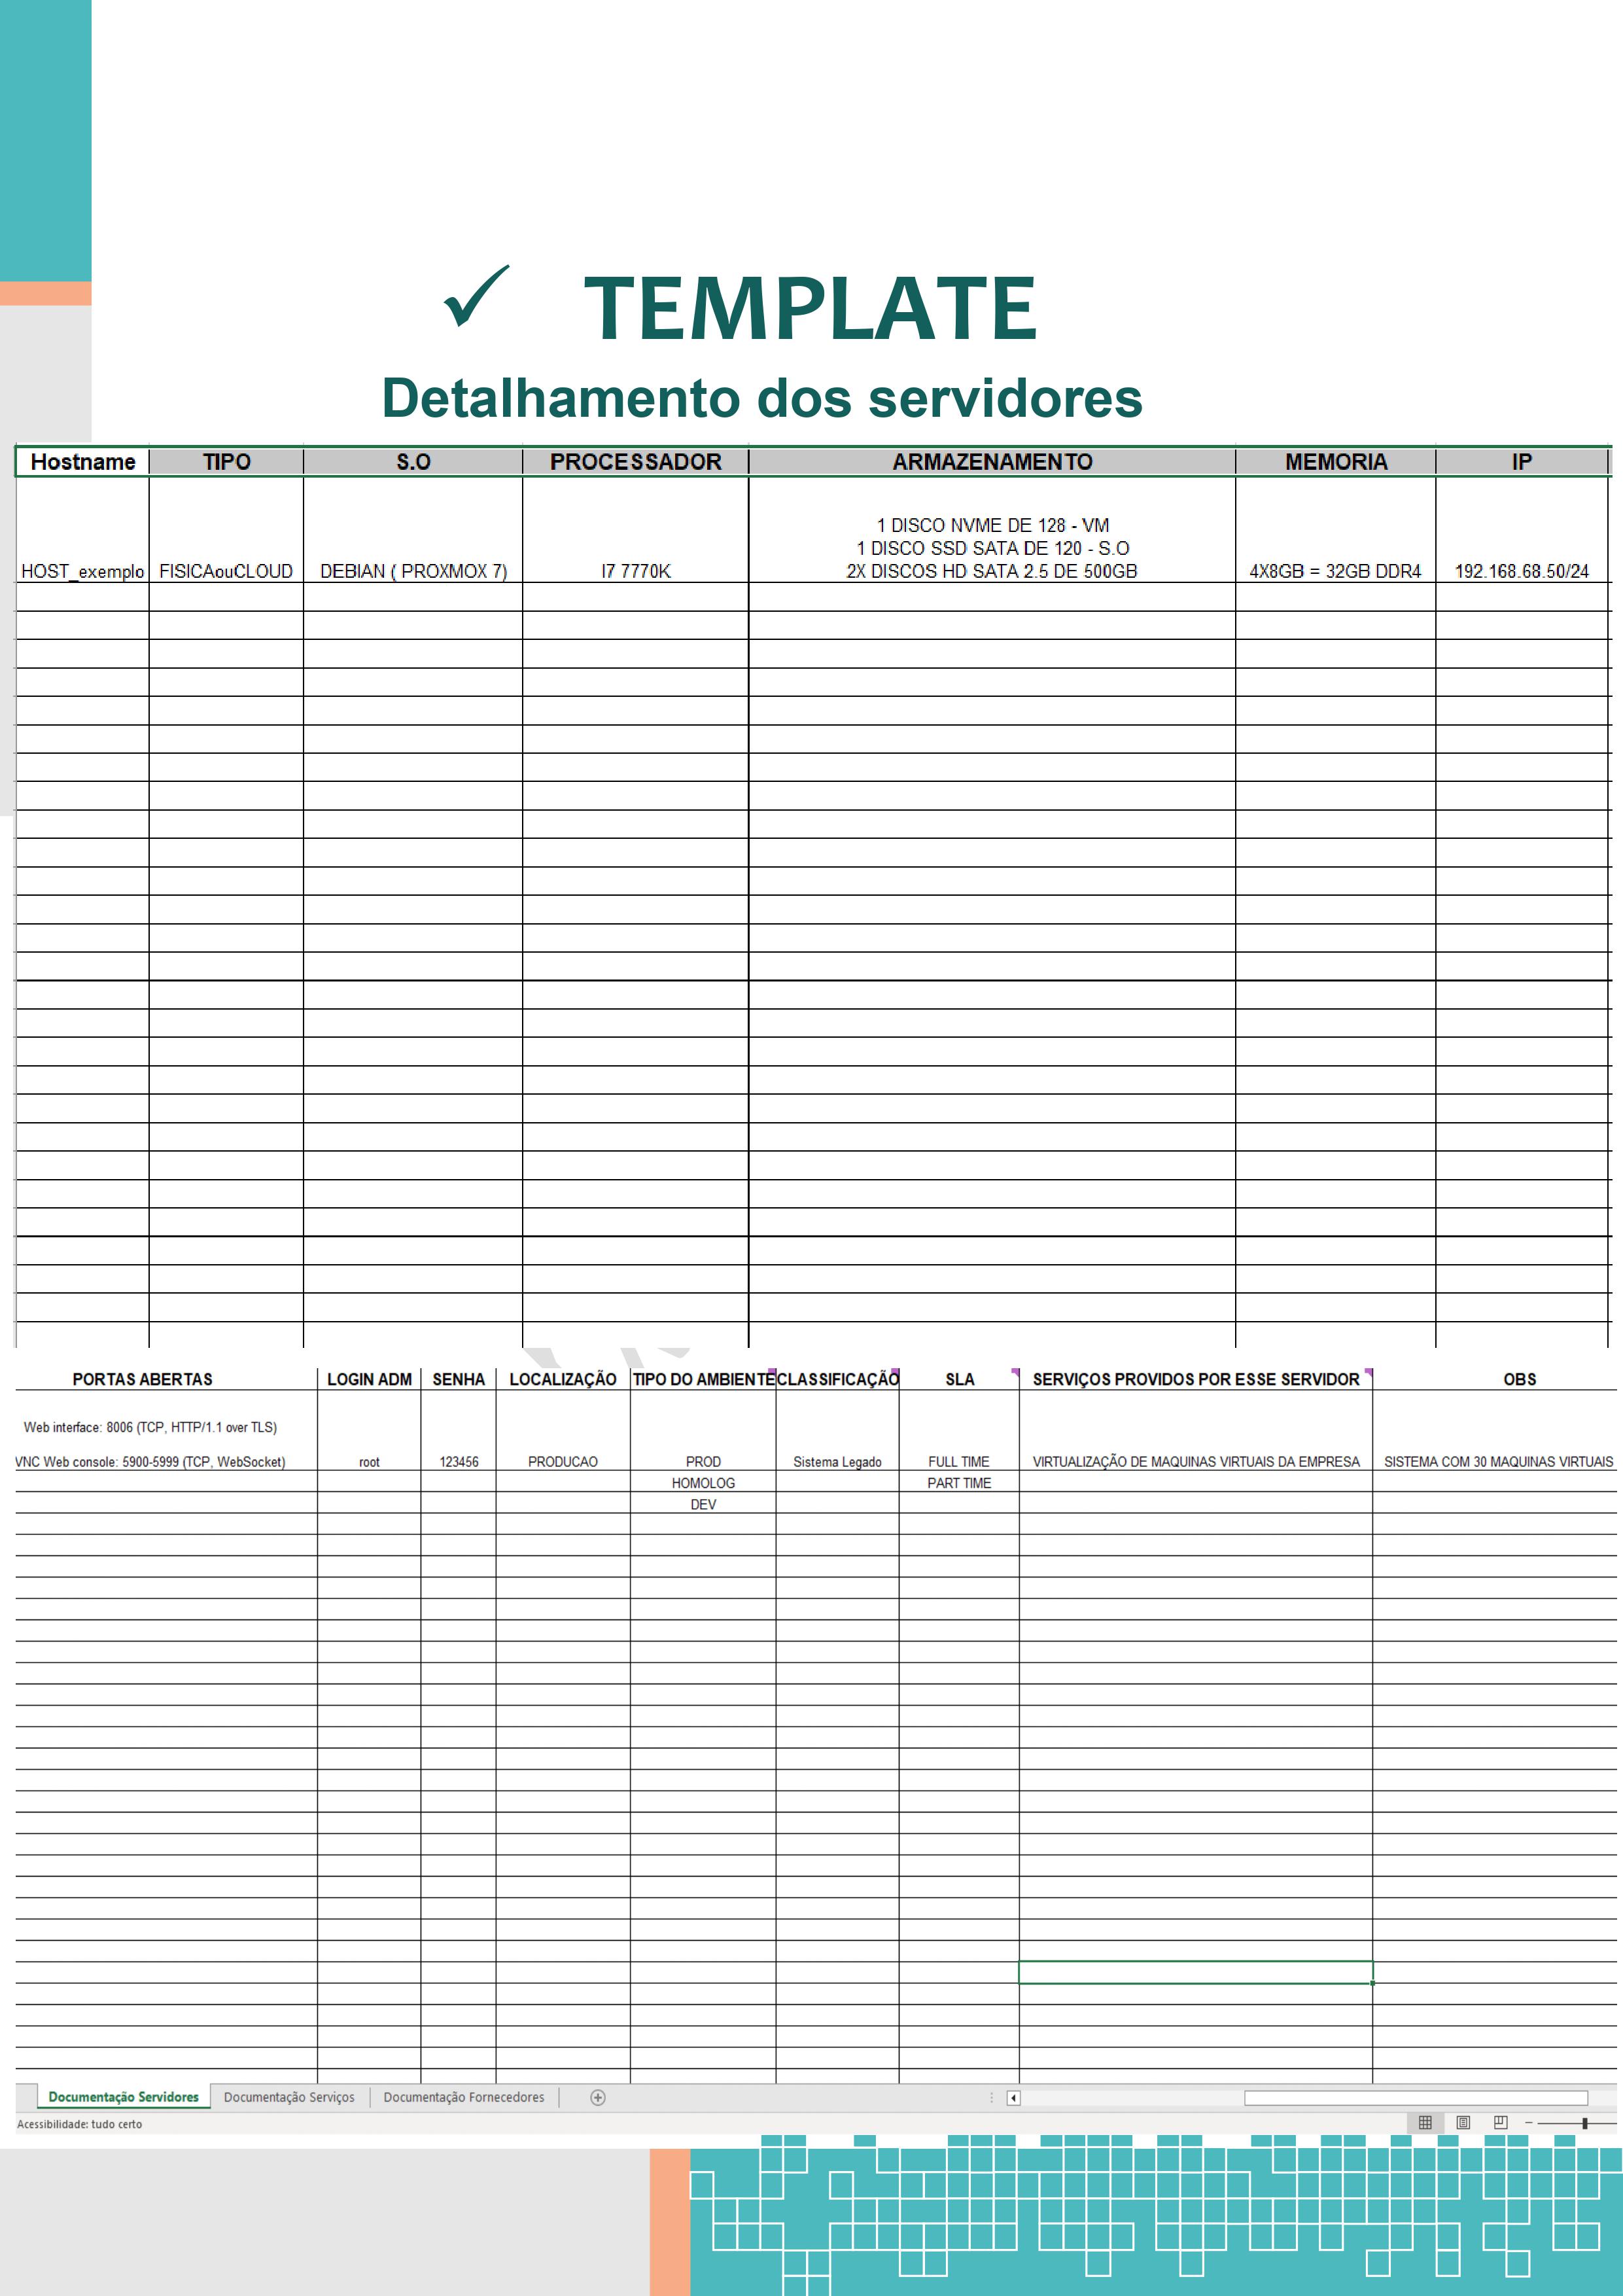 ✓ TEMPLATE
Detalhamento dos servidores
Hostname TIPO S.O PROCESSADOR ARMAZENAMENTO MEMORIA IP
1 DISCO NVME DE 128 - VM
1 DISCO SSD SATA DE 120 - S.O
HOST_exemplo FISICAouCLOUD DEBIAN ( PROXMOX 7) I7 7770K 2X DISCOS HD SATA 2.5 DE 500GB 4X8GB = 32GB DDR4 192.168.68.50/24
PORTAS ABERTAS LOGIN ADM SENHA LOCALIZAÇÃO TIPO DO AMBIENTE CLASSIFICAÇÃO SLA SERVIÇOS PROVIDOS POR ESSE SERVIDOR OBS
Web interface: 8006 (TCP, HTTP/1.1 over TLS)
VNC Web console: 5900-5999 (TCP, WebSocket) root 123456 PRODUCAO PROD Sistema Legado FULL TIME VIRTUALIZAÇÃO DE MAQUINAS VIRTUAIS DA EMPRESA SISTEMA COM 30 MAQUINAS VIRTUAIS
HOMOLOG PART TIME
DEV
Documentação Servidores Documentação Serviços Documentação Fornecedores
Acessibilidade: tudo certo